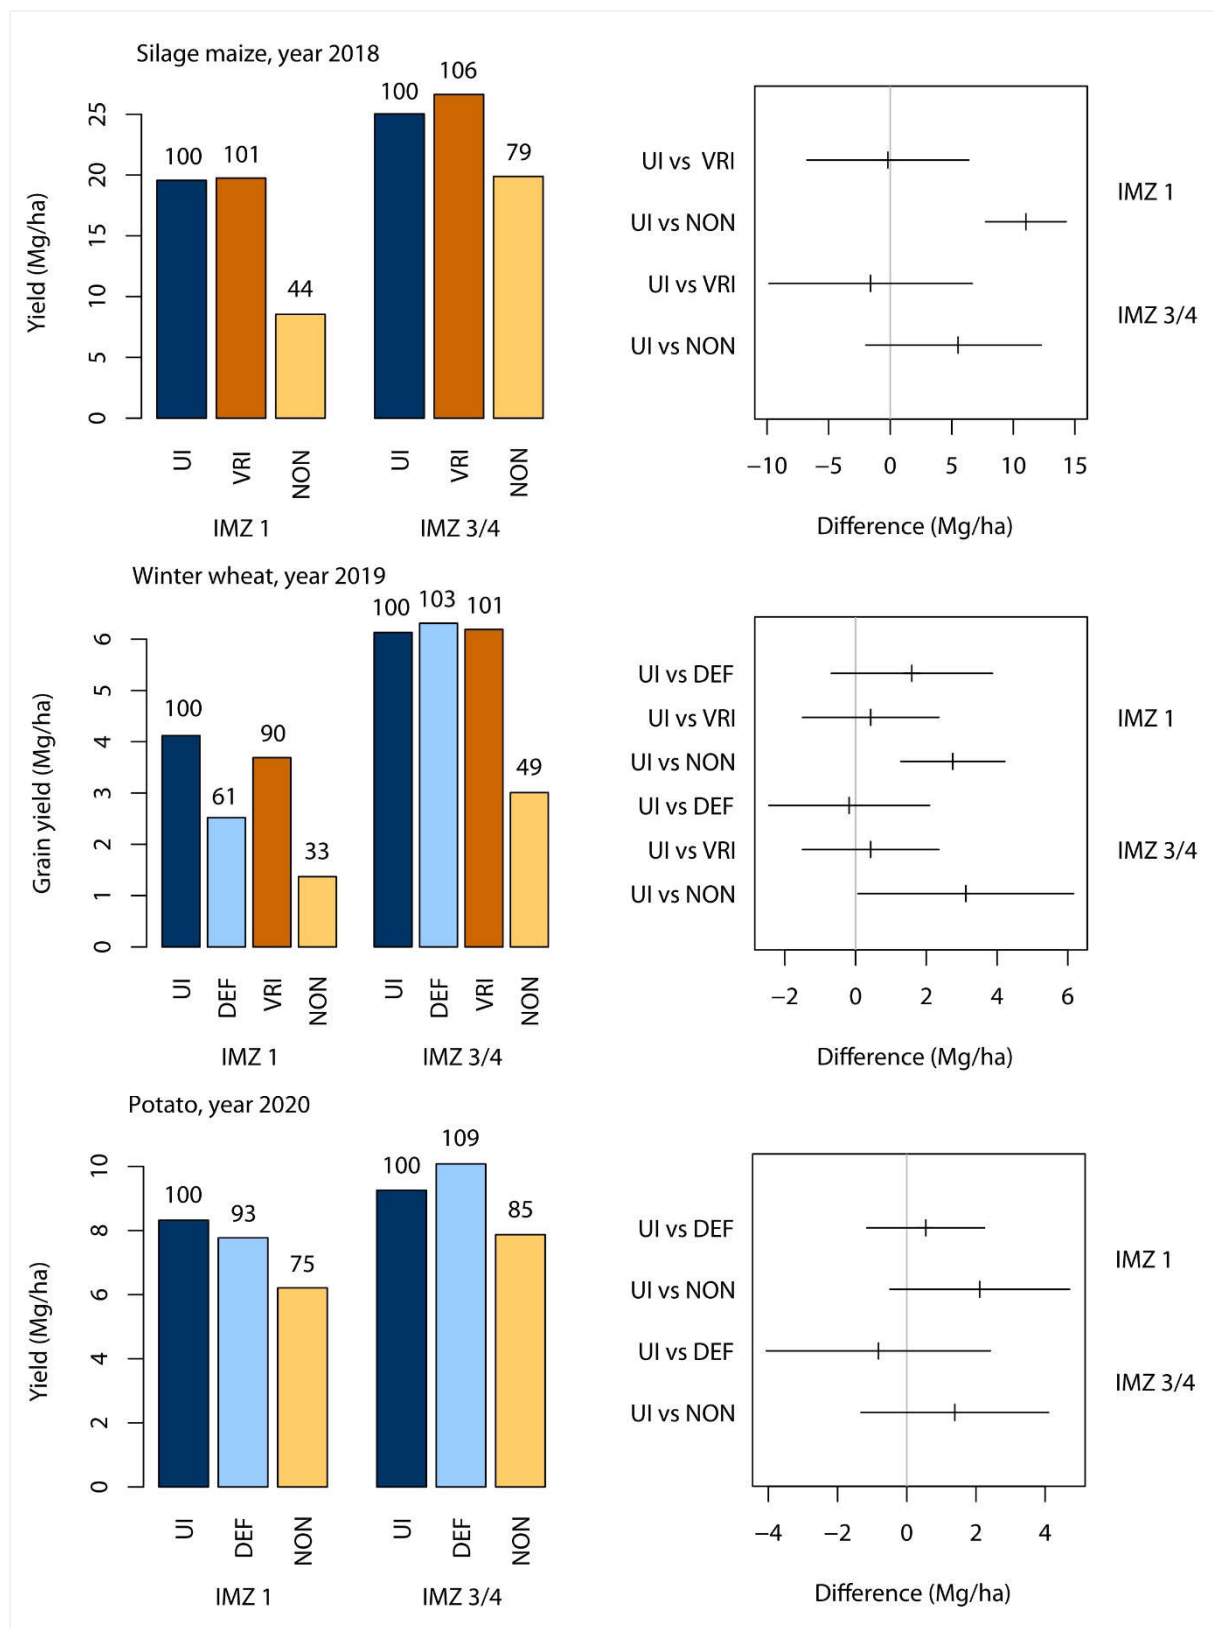 Silage maize, year 2018
Yield (Mg/ha)
0 5 10 15 20 25
100 101 44 100 106 79
UI VRI NON UI VRI NON
IMZ 1 IMZ 3/4
UI vs VRI
UI vs NON
UI vs VRI
UI vs NON
IMZ 1
IMZ 3/4
−10 −5 0 5 10 15
Difference (Mg/ha)
Winter wheat, year 2019
Grain yield (Mg/ha)
0 1 2 3 4 5 6
100 61 90 33 100 103 101 49
UI DEF VRI NON UI DEF VRI NON
IMZ 1 IMZ 3/4
UI vs DEF
UI vs VRI
UI vs NON
UI vs DEF
UI vs VRI
UI vs NON
IMZ 1
IMZ 3/4
−2 0 2 4 6
Difference (Mg/ha)
Potato, year 2020
Yield (Mg/ha)
0 2 4 6 8 10
100 93 75 100 109 85
UI DEF NON UI DEF NON
IMZ 1 IMZ 3/4
UI vs DEF
UI vs NON
UI vs DEF
UI vs NON
IMZ 1
IMZ 3/4
−4 −2 0 2 4
Difference (Mg/ha)